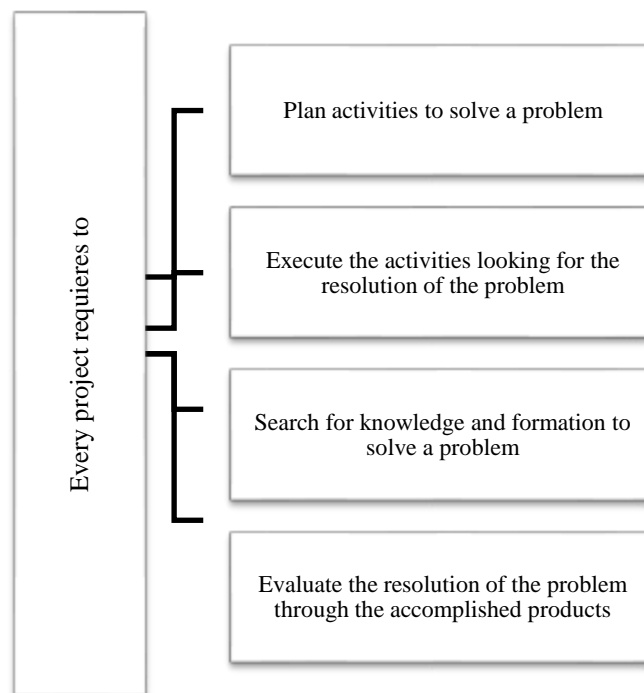 Every project requieres to
Plan activities to solve a problem
Execute the activities looking for the
resolution of the problem
Search for knowledge and formation to
solve a problem
Evaluate the resolution of the problem
through the accomplished products